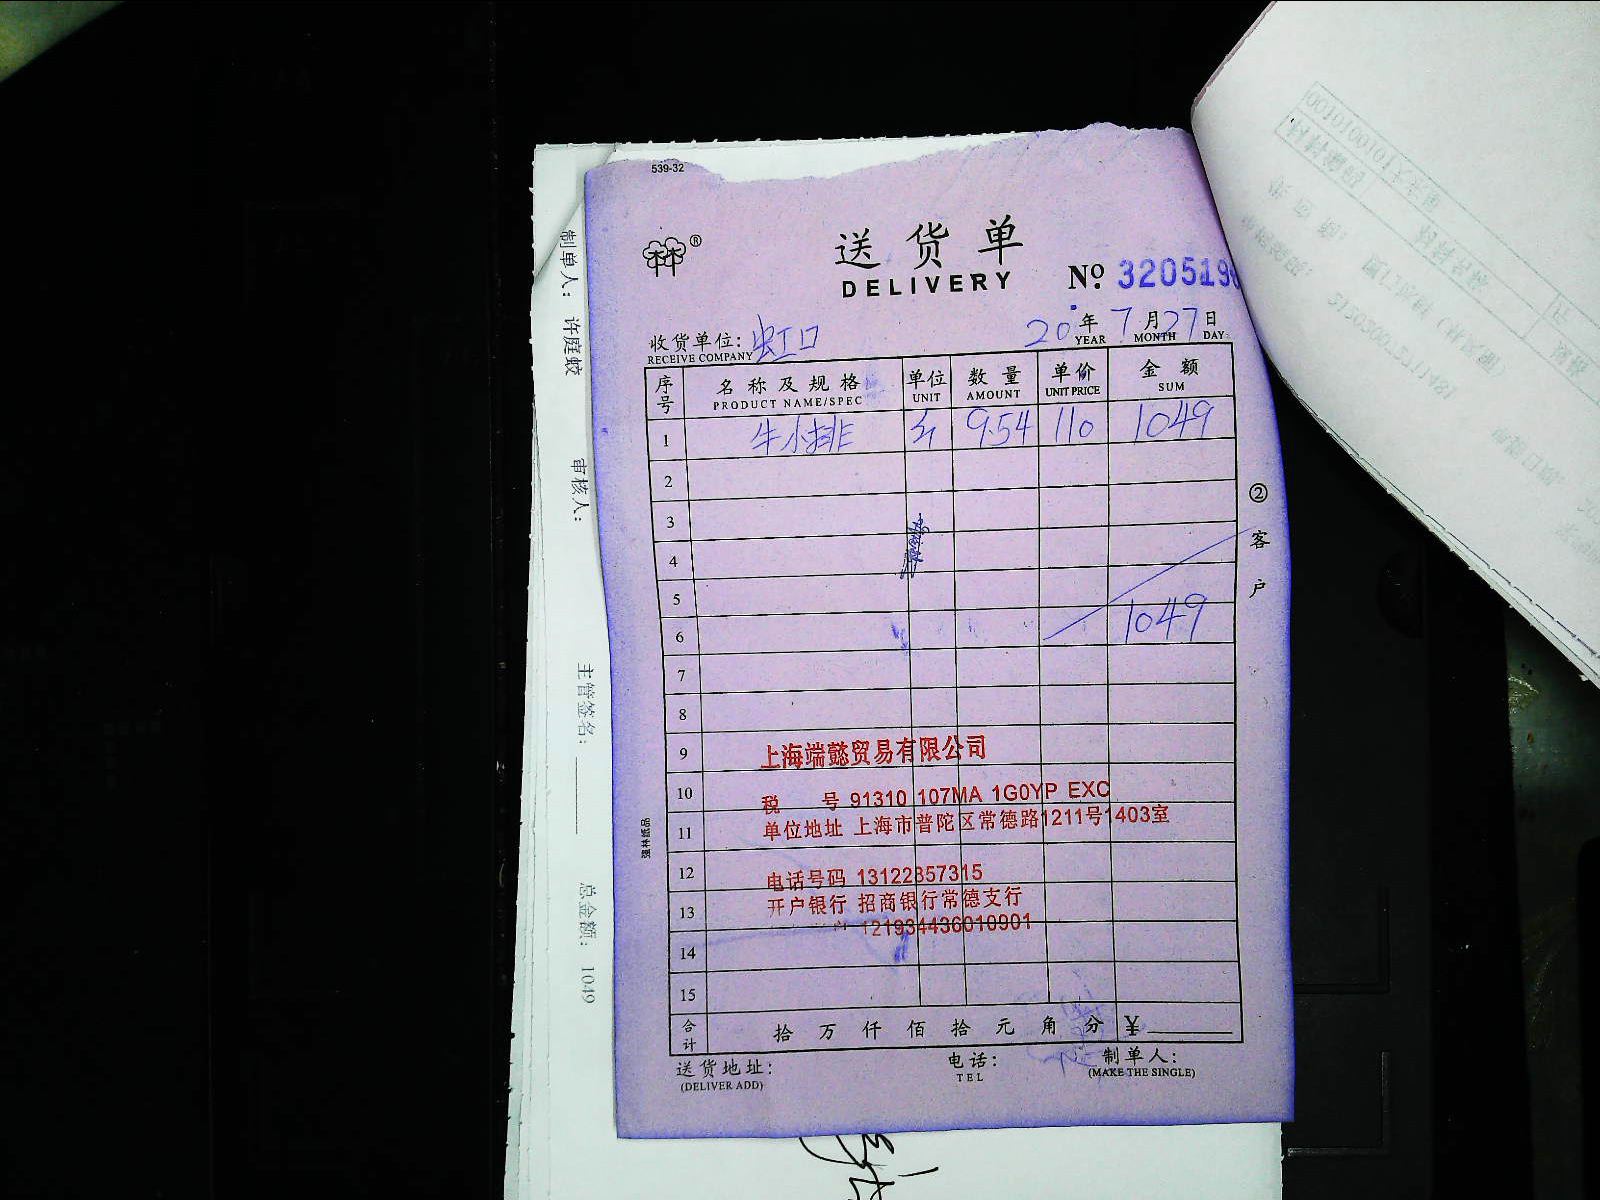 539-32
送货单
DELIVERY
№ 3205198
收货单位: 虹口
RECEIVE COMPANY
20 年 7 月 27 日
YEAR MONTH DAY
序号 名称及规格 单位 数量 单价 金额
PRODUCT NAME/SPEC UNIT AMOUNT UNIT PRICE SUM
1 牛小排 9.54 110 1049
2
3
4
5
6 1049
7
8
9
10
11
12
13
14
15
上海端懿贸易有限公司
税 号 91310 107MA 1G0YP EXC
单位地址 上海市普陀区常德路1211号1403室
电话号码 13122357315
开户银行 招商银行常德支行
121934436010901
合计 拾 万 仟 佰 拾 元 角 分 ¥
送货地址: 电话: 制单人:
(DELIVER ADD) TEL (MAKE THE SINGLE)
②客户
强林纸品
制单人: 许庭蛟
审核人:
主管签名:
总金额: 1049